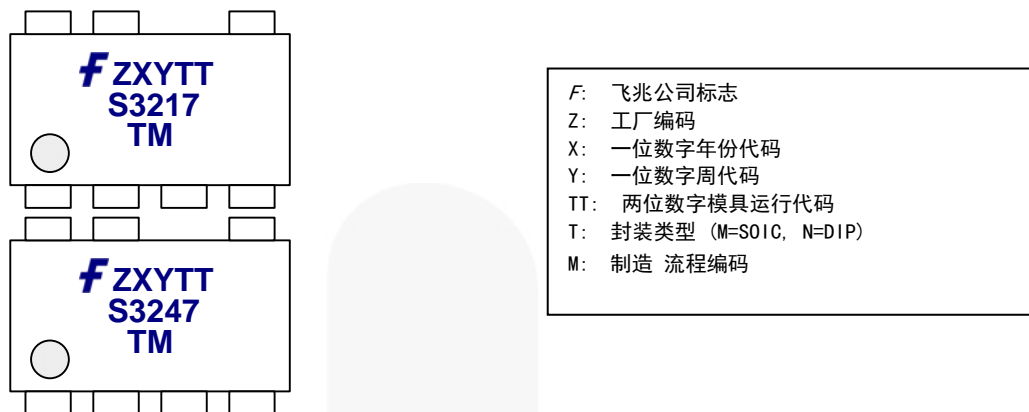 F ZXYTT
S3217
TM
F ZXYTT
S3247
TM
F: 飞兆公司标志
Z: 工厂编码
X: 一位数字年份代码
Y: 一位数字周代码
TT: 两位数字模具运行代码
T: 封装类型 (M=SOIC, N=DIP)
M: 制造 流程编码